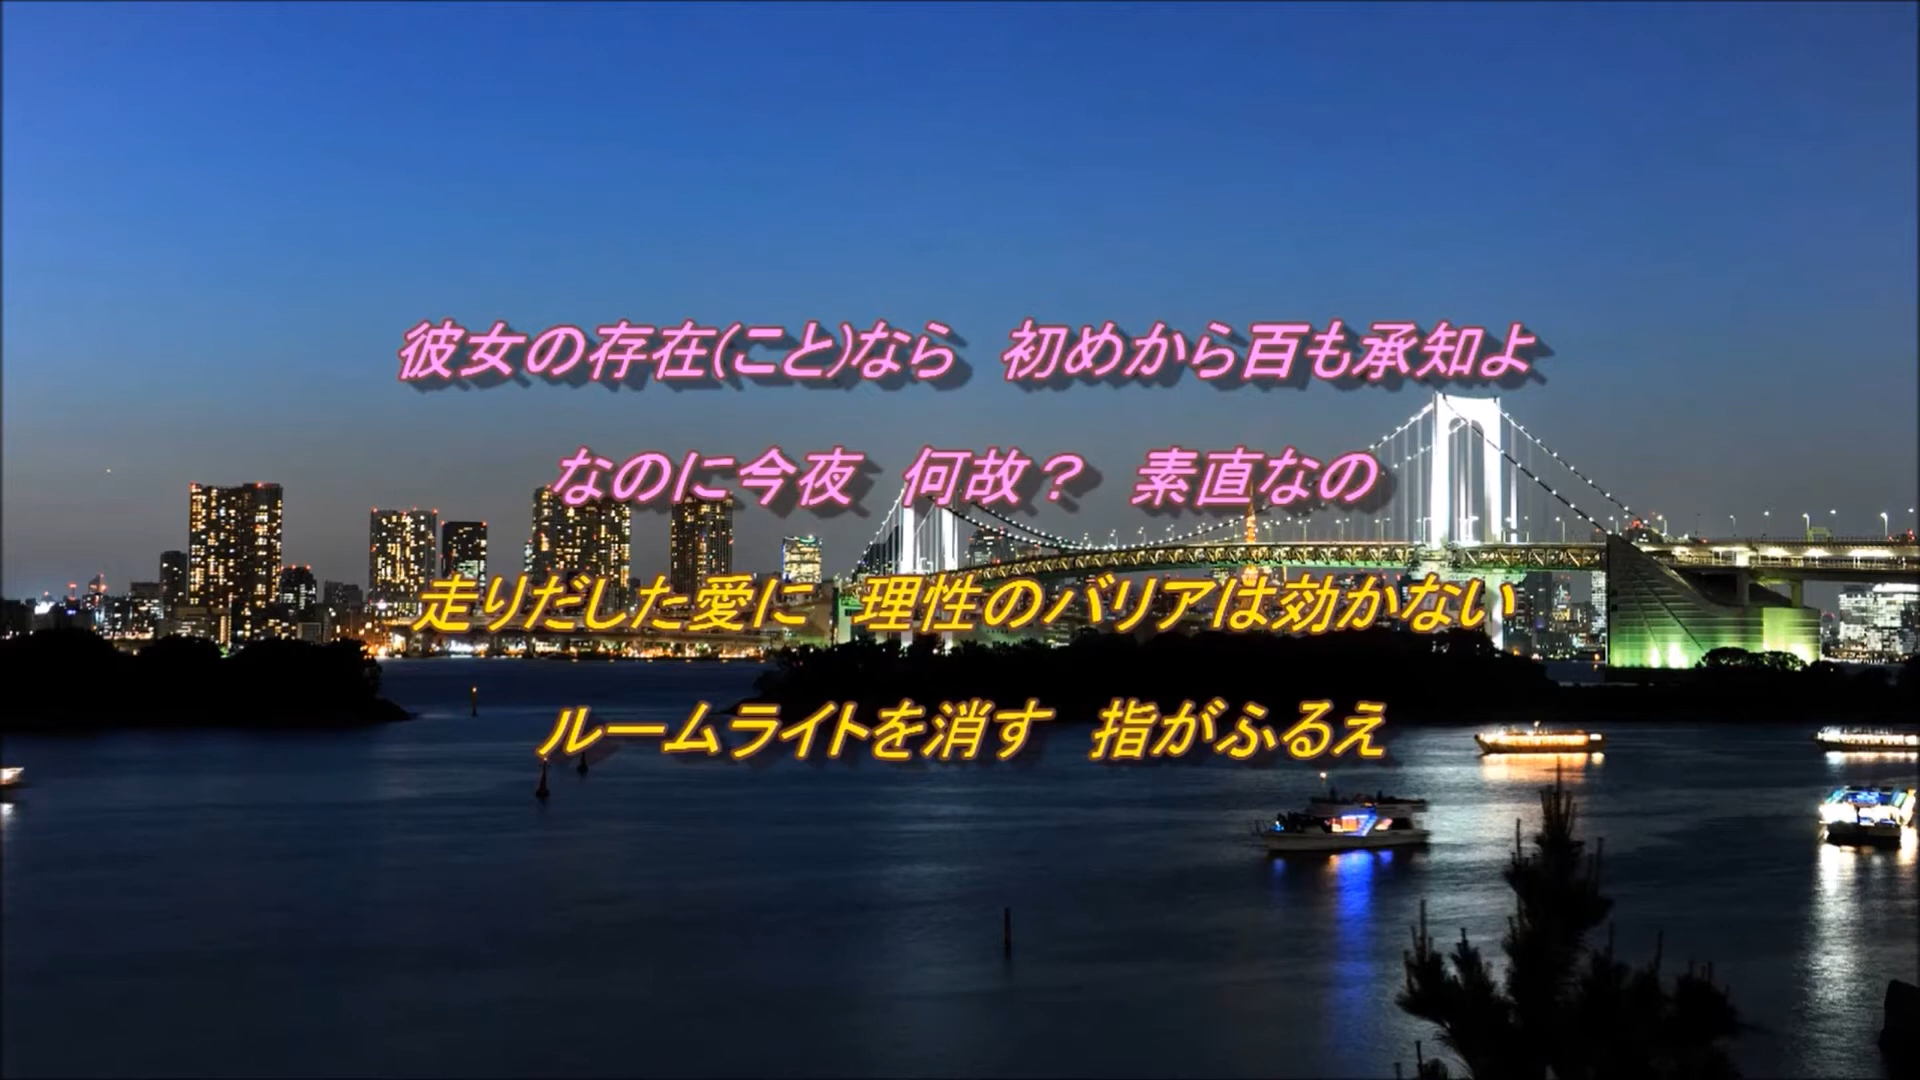 彼女の存在(こと)なら　初めから百も承知よ
なのに今夜　何故？　素直なの
走りだした愛に　理性のバリアは効かない
ルームライトを消す　指がふるえ